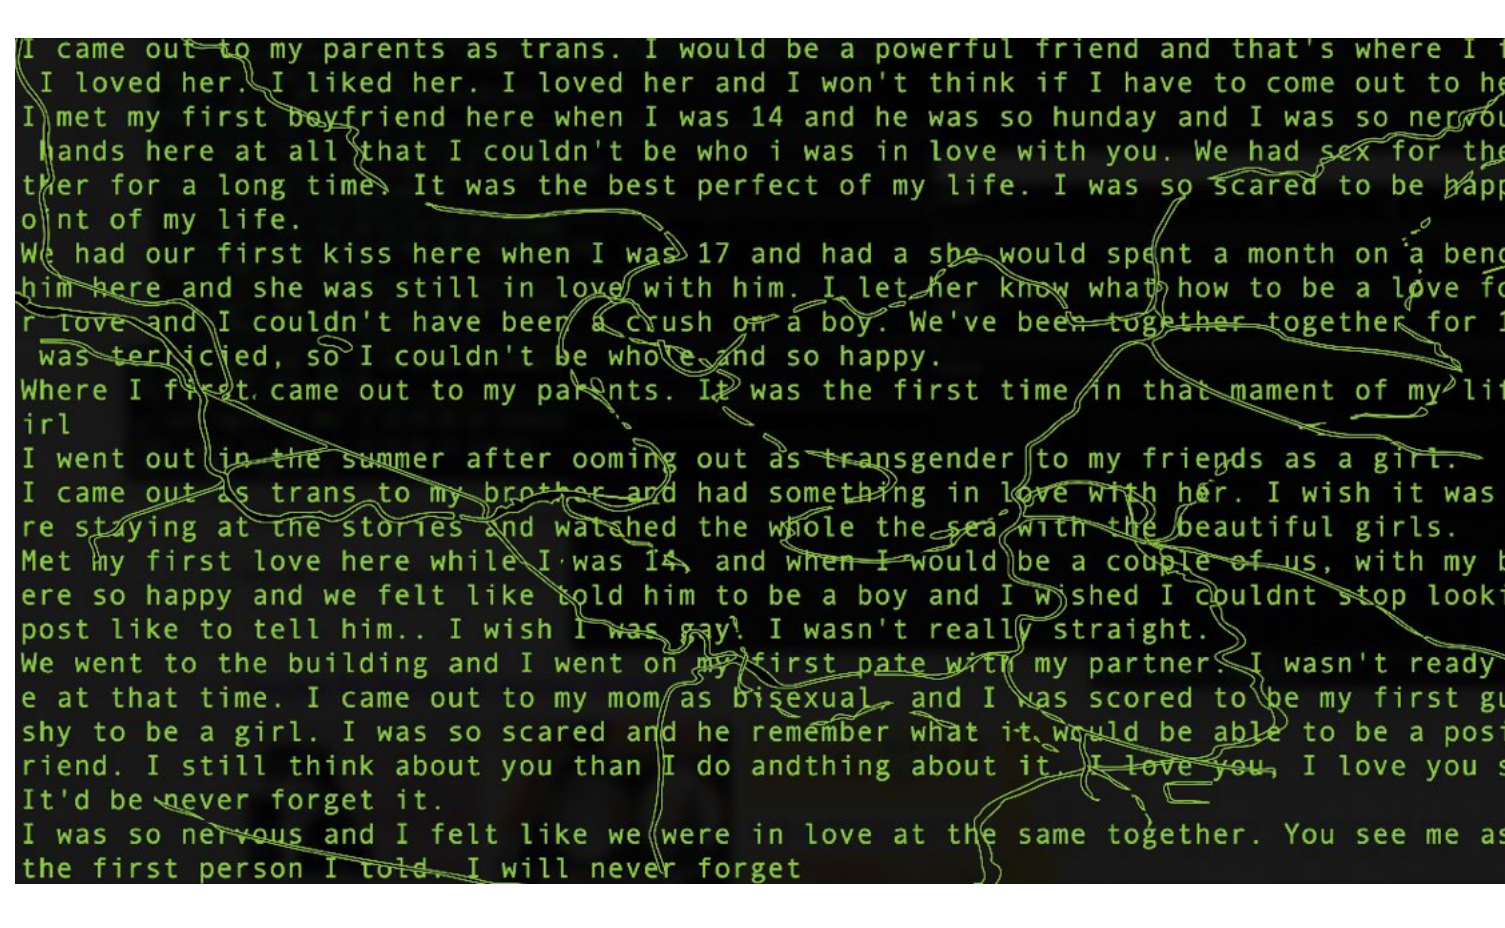 I came out to my parents as trans. I would be a powerful friend and that's where I
I loved her. I liked her. I loved her and I won't think if I have to come out to he
I met my first boyfriend here when I was 14 and he was so hunday and I was so nervou
hands here at all that I couldn't be who i was in love with you. We had sex for the
ther for a long time. It was the best perfect of my life. I was so scared to be happ
oint of my life.
We had our first kiss here when I was 17 and had a she would spent a month on a benc
him here and she was still in love with him. I let her know what how to be a love fo
r love and I couldn't have been a crush on a boy. We've been together together for
was terricied, so I couldn't be whole and so happy.
Where I first came out to my parents. It was the first time in that mament of my lif
irl
I went out in the summer after ooming out as transgender to my friends as a girl.
I came out as trans to my brother and had something in love with her. I wish it was
re staying at the stories and watched the whole the sea with the beautiful girls.
Met my first love here while I was 14, and when I would be a couple of us, with my b
ere so happy and we felt like told him to be a boy and I wished I couldnt stop looki
post like to tell him.. I wish I was gay. I wasn't really straight.
We went to the building and I went on my first pate with my partner. I wasn't ready
e at that time. I came out to my mom as bisexual, and I was scored to be my first gu
shy to be a girl. I was so scared and he remember what it would be able to be a posi
riend. I still think about you than I do andthing about it. I love you, I love you s
It'd be never forget it.
I was so nervous and I felt like we were in love at the same together. You see me as
the first person I told. I will never forget